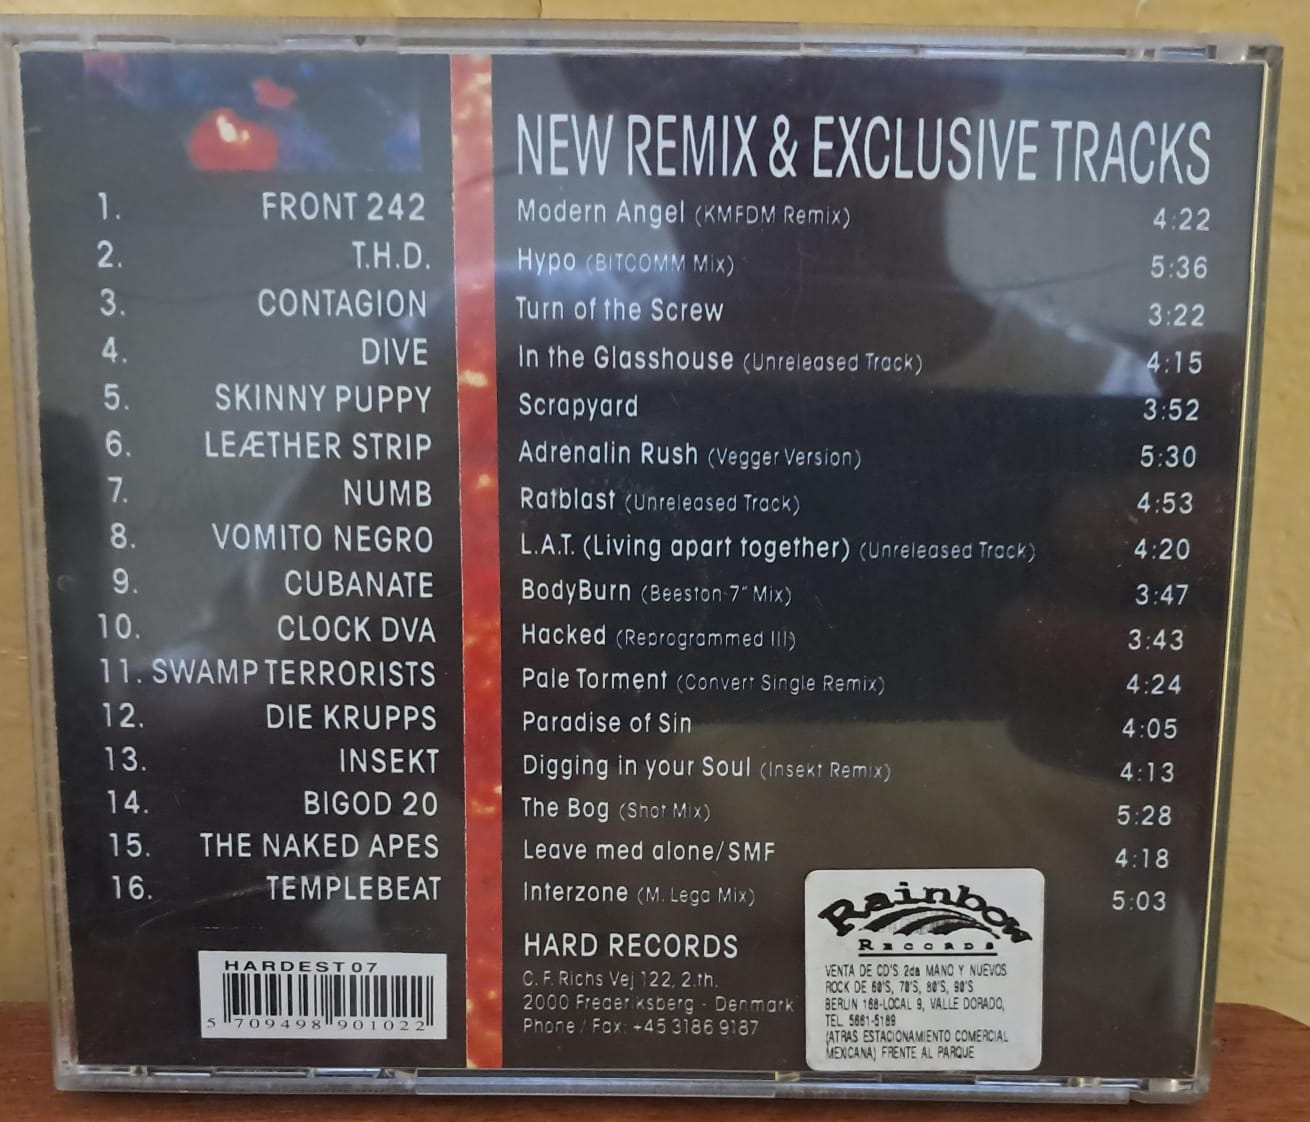 NEW REMIX & EXCLUSIVE TRACKS
1. FRONT 242 Modern Angel (KMFDM Remix) 4:22
2. T.H.D. Hypo (BITCOMM Mix) 5:36
3. CONTAGION Turn of the Screw 3:22
4. DIVE In the Glasshouse (Unreleased Track) 4:15
5. SKINNY PUPPY Scrapyard 3:52
6. LEÆTHER STRIP Adrenalin Rush (Vegger Version) 5:30
7. NUMB Ratblast (Unreleased Track) 4:53
8. VOMITO NEGRO L.A.T. (Living apart together) (Unreleased Track) 4:20
9. CUBANATE BodyBurn (Beeston 7" Mix) 3:47
10. CLOCK DVA Hacked (Reprogrammed III) 3:43
11. SWAMP TERRORISTS Pale Torment (Convert Single Remix) 4:24
12. DIE KRUPPS Paradise of Sin 4:05
13. INSEKT Digging in your Soul (Insekt Remix) 4:13
14. BIGOD 20 The Bog (Shot Mix) 5:28
15. THE NAKED APES Leave med alone/SMF 4:18
16. TEMPLEBEAT Interzone (M. Lega Mix) 5:03
HARD RECORDS
C. F. Richs Vej 122, 2.th.
2000 Frederiksberg · Denmark
Phone / Fax: +45 3186 9187
HARDEST 07
5 709498 901022
Rainbow
RECORDS
VENTA DE CD'S 2da MANO Y NUEVOS
ROCK DE 60'S, 70'S, 80'S, 90'S
BERLIN 168-LOCAL 9, VALLE DORADO,
TEL. 5661-5189
(ATRAS ESTACIONAMIENTO COMERCIAL
MEXICANA) FRENTE AL PARQUE